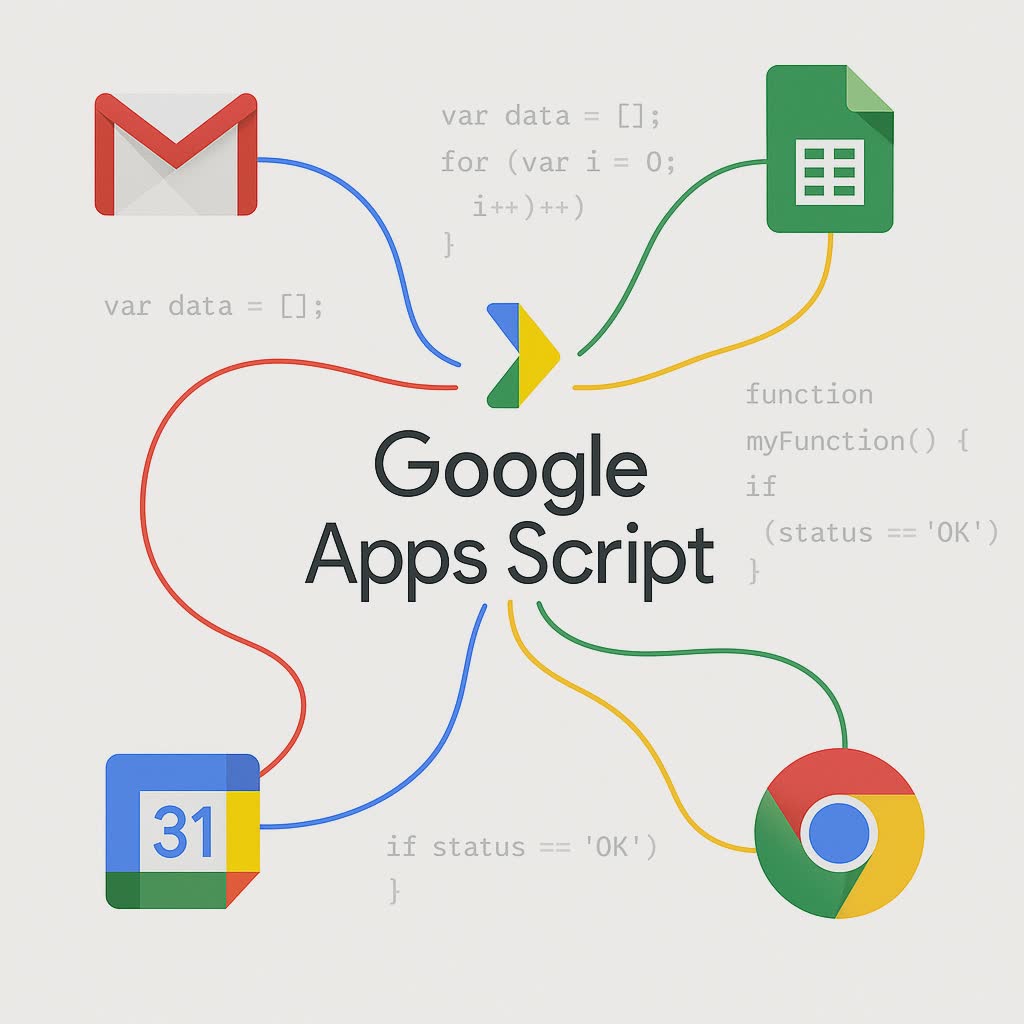 var data = [];
for (var i = 0;
i++)++)
}
var data = [];
function
myFunction() {
if
(status == 'OK')
}
Google
Apps Script
31
if status == 'OK')
}